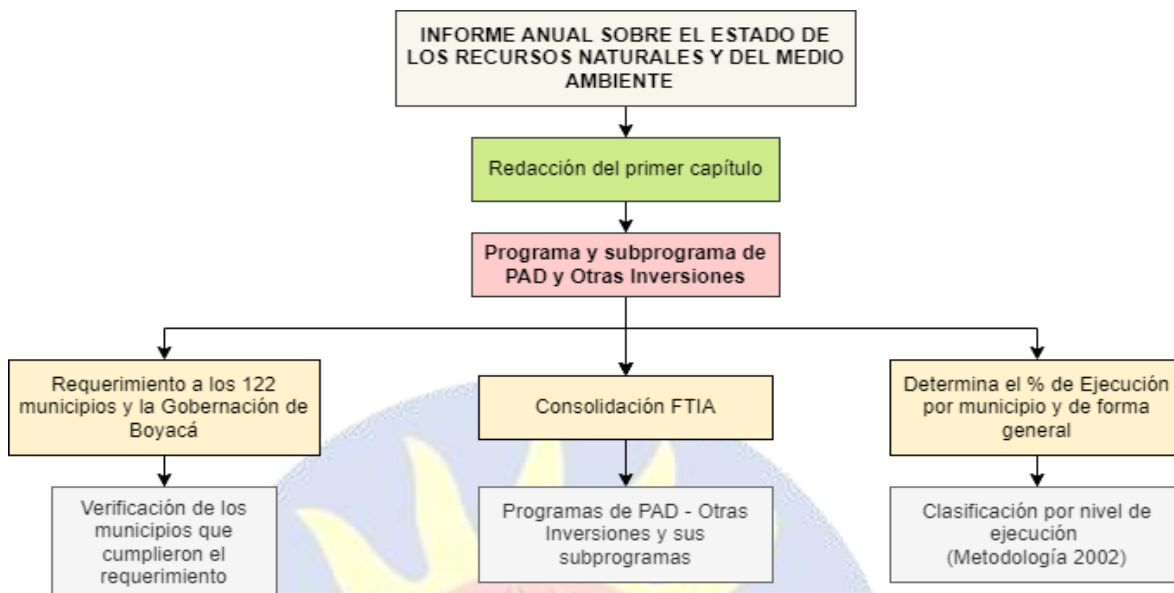 INFORME ANUAL SOBRE EL ESTADO DE
LOS RECURSOS NATURALES Y DEL MEDIO
AMBIENTE
Redacción del primer capítulo
Programa y subprograma de
PAD y Otras Inversiones
Requerimiento a los 122
municipios y la Gobernación de
Boyacá
Consolidación FTIA
Determina el % de Ejecución
por municipio y de forma
general
Verificación de los
municipios que
cumplieron el
requerimiento
Programas de PAD - Otras
Inversiones y sus
subprogramas
Clasificación por nivel de
ejecución
(Metodología 2002)